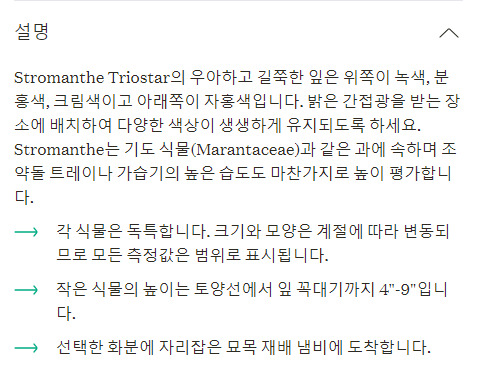 설명
Stromanthe Triostar의 우아하고 길쭉한 잎은 위쪽이 녹색, 분
홍색, 크림색이고 아래쪽이 자홍색입니다. 밝은 간접광을 받는 장
소에 배치하여 다양한 색상이 생생하게 유지되도록 하세요.
Stromanthe는 기도 식물(Marantaceae)과 같은 과에 속하며 조
약돌 트레이나 가습기의 높은 습도도 마찬가지로 높이 평가합니
다.
각 식물은 독특합니다. 크기와 모양은 계절에 따라 변동되
므로 모든 측정값은 범위로 표시됩니다.
작은 식물의 높이는 토양선에서 잎 꼭대기까지 4"-9"입니
다.
선택한 화분에 자리잡은 묘목 재배 냄비에 도착합니다.